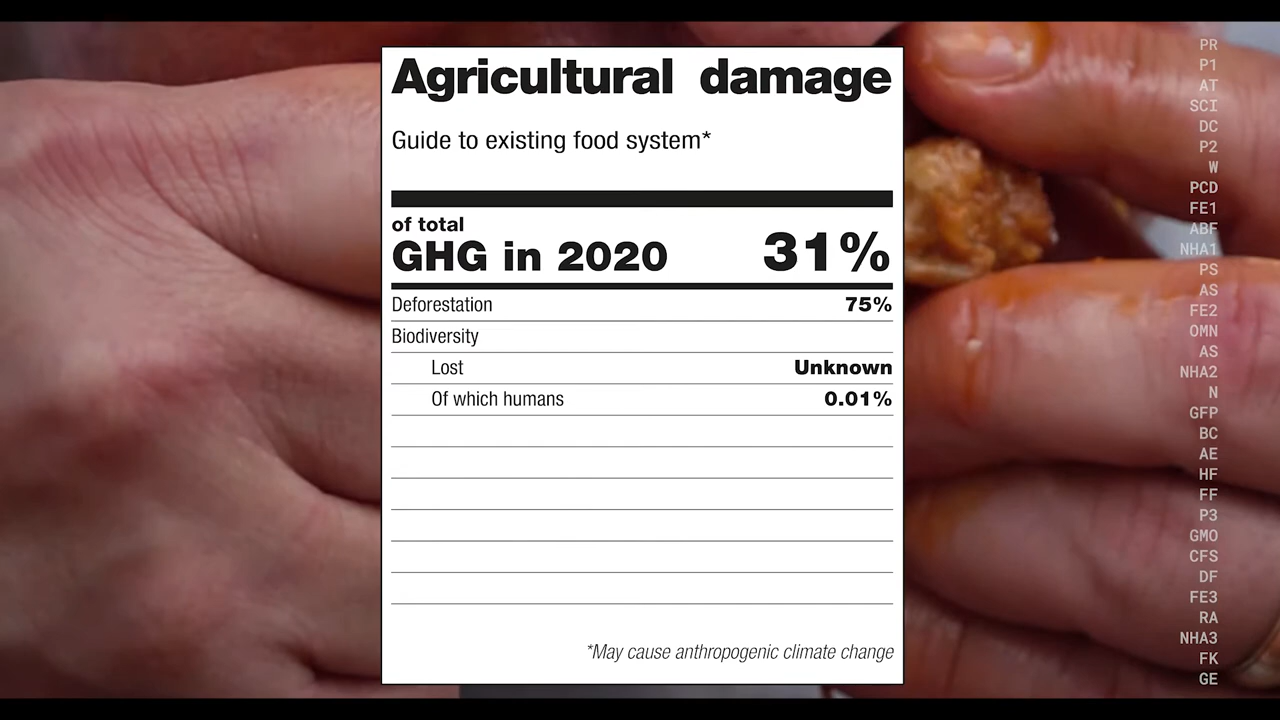 Agricultural damage
Guide to existing food system*
of total
GHG in 2020 31%
Deforestation 75%
Biodiversity
Lost Unknown
Of which humans 0.01%
*May cause anthropogenic climate change
PR
P1
AT
SCI
DC
P2
W
PCD
FE1
ABF
NHA1
PS
AS
FE2
OMN
AS
NHA2
N
GFP
BC
AE
HF
FF
P3
GMO
CFS
DF
FE3
RA
NHA3
FK
GE